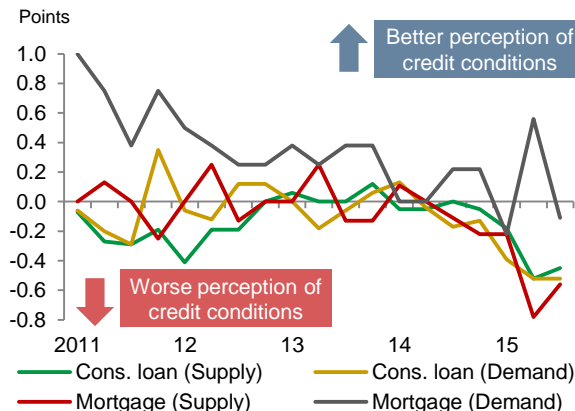 Points
Better perception of
credit conditions
1.0
0.8
0.6
0.4
0.2
0.0
-0.2
-0.4
-0.6
-0.8
Worse perception of
credit conditions
2011 12 13 14 15
Cons. loan (Supply) Cons. loan (Demand)
Mortgage (Supply) Mortgage (Demand)